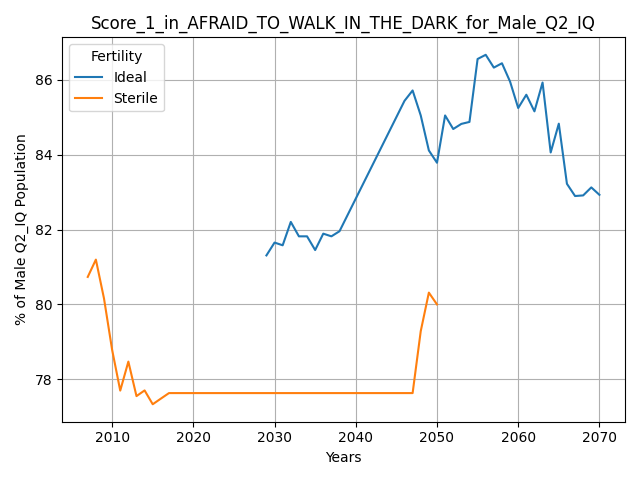 Score_1_in_AFRAID_TO_WALK_IN_THE_DARK_for_Male_Q2_IQ
Fertility
Ideal
Sterile
% of Male Q2_IQ Population
86
84
82
80
78
2010 2020 2030 2040 2050 2060 2070
Years